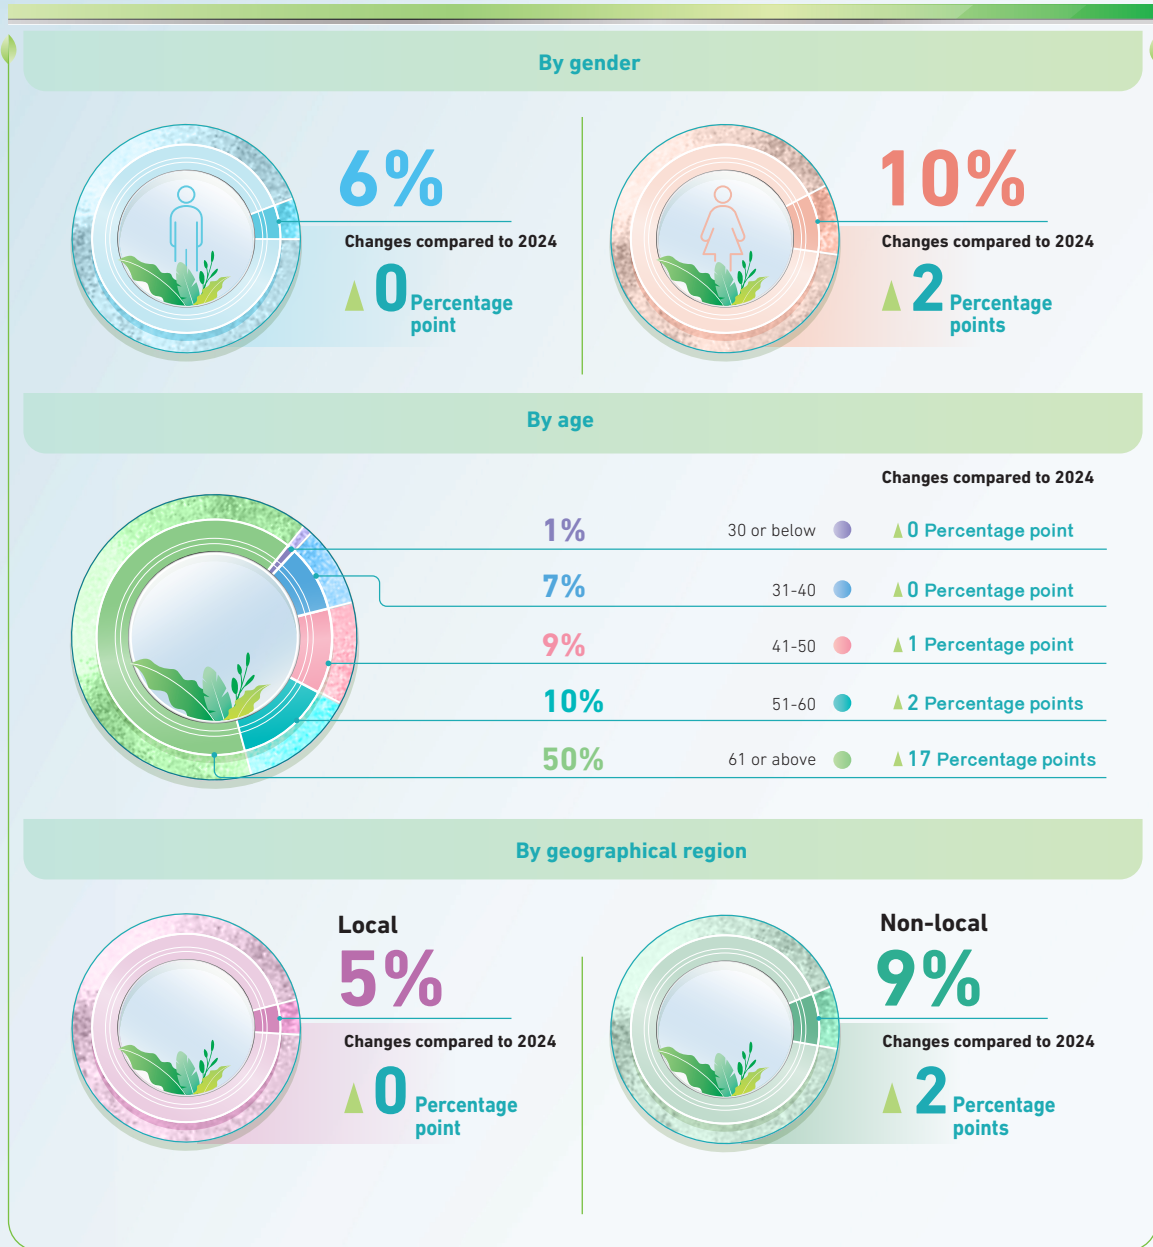 By gender
6%
Changes compared to 2024
0 Percentage
point
10%
Changes compared to 2024
2 Percentage
points
By age
Changes compared to 2024
1% 30 or below 0 Percentage point
7% 31-40 0 Percentage point
9% 41-50 1 Percentage point
10% 51-60 2 Percentage points
50% 61 or above 17 Percentage points
By geographical region
Local
5%
Changes compared to 2024
0 Percentage
point
Non-local
9%
Changes compared to 2024
2 Percentage
points